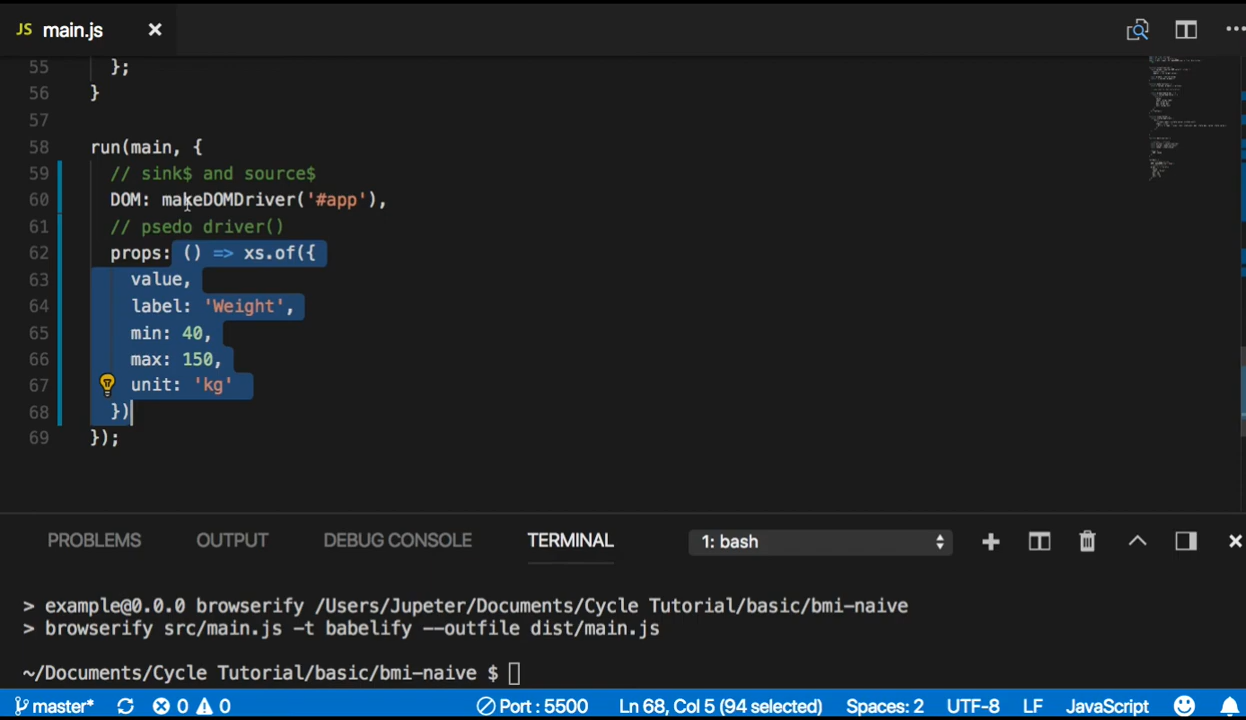 JS main.js ×
55 };
56 }
57
58 run(main, {
59 // sink$ and source$
60 DOM: makeDOMDriver('#app'),
61 // psedo driver()
62 props: () => xs.of({
63 value,
64 label: 'Weight',
65 min: 40,
66 max: 150,
67 unit: 'kg'
68 })
69 });
PROBLEMS OUTPUT DEBUG CONSOLE TERMINAL 1: bash
> example@0.0.0 browserify /Users/Jupeter/Documents/Cycle Tutorial/basic/bmi-naive
> browserify src/main.js -t babelify --outfile dist/main.js
~/Documents/Cycle Tutorial/basic/bmi-naive $
master* 0 0 Port : 5500 Ln 68, Col 5 (94 selected) Spaces: 2 UTF-8 LF JavaScript